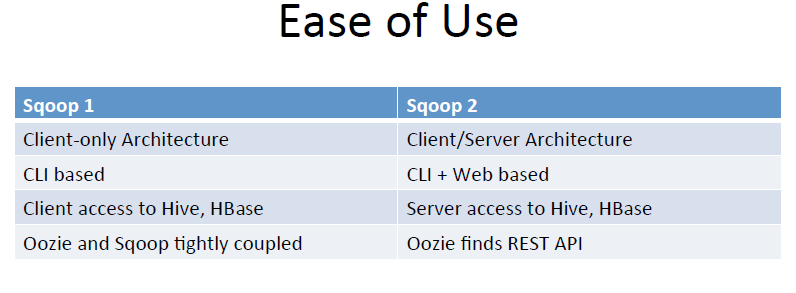 Ease of Use
Sqoop 1 Sqoop 2
Client-only Architecture Client/Server Architecture
CLI based CLI + Web based
Client access to Hive, HBase Server access to Hive, HBase
Oozie and Sqoop tightly coupled Oozie finds REST API